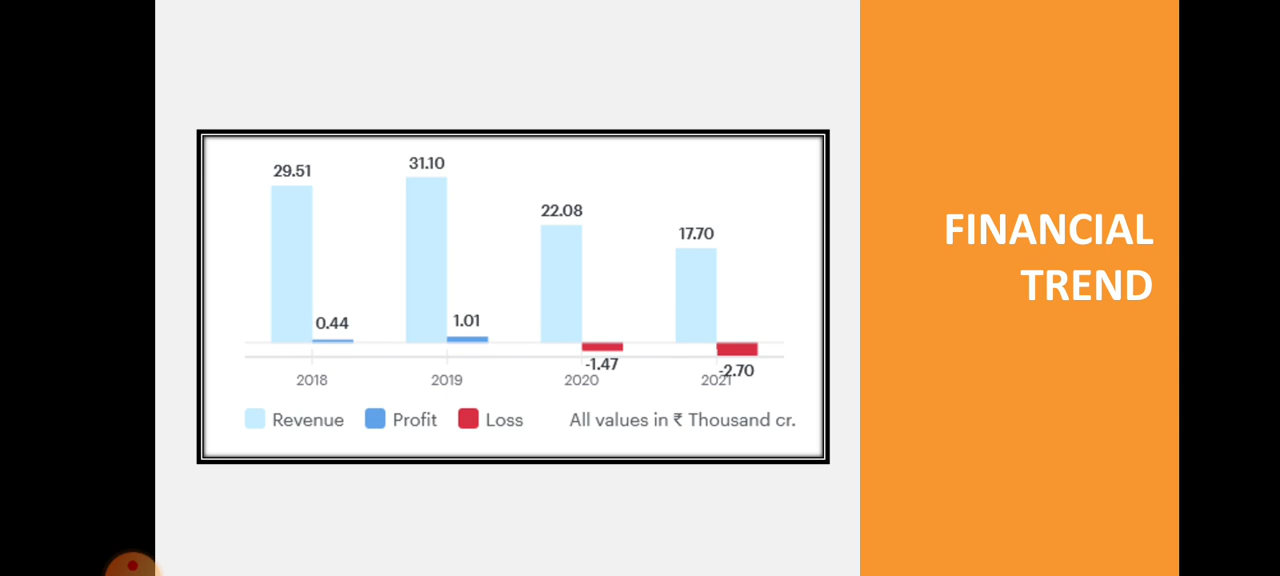 29.51
0.44
31.10
1.01
22.08
-1.47
17.70
-2.70
2018
2019
2020
2021
Revenue
Profit
Loss
All values in ₹ Thousand cr.
FINANCIAL
TREND